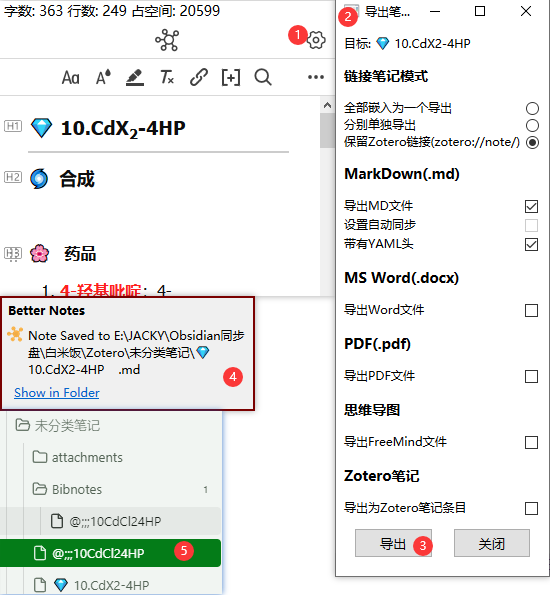 字数: 363 行数: 249 占空间: 20599
1
Aa
H1 💎 10.CdX₂-4HP
H2 🌀 合成
H3 🌸 药品
1. 4-羟基吡啶：4-
Better Notes
Note Saved to E:\JACKY\Obsidian同步
盘\白米饭\Zotero\未分类笔记\💎
10.CdX2-4HP .md
4
Show in Folder
未分类笔记
attachments
Bibnotes 1
@;;;10CdCl24HP
@;;;10CdCl24HP 5
💎 10.CdX2-4HP
2 导出笔...
目标: 💎 10.CdX2-4HP
链接笔记模式
全部嵌入为一个导出
分别单独导出
保留Zotero链接(zotero://note/)
MarkDown(.md)
导出MD文件
设置自动同步
带有YAML头
MS Word(.docx)
导出Word文件
PDF(.pdf)
导出PDF文件
思维导图
导出FreeMind文件
Zotero笔记
导出为Zotero笔记条目
导出 3 关闭